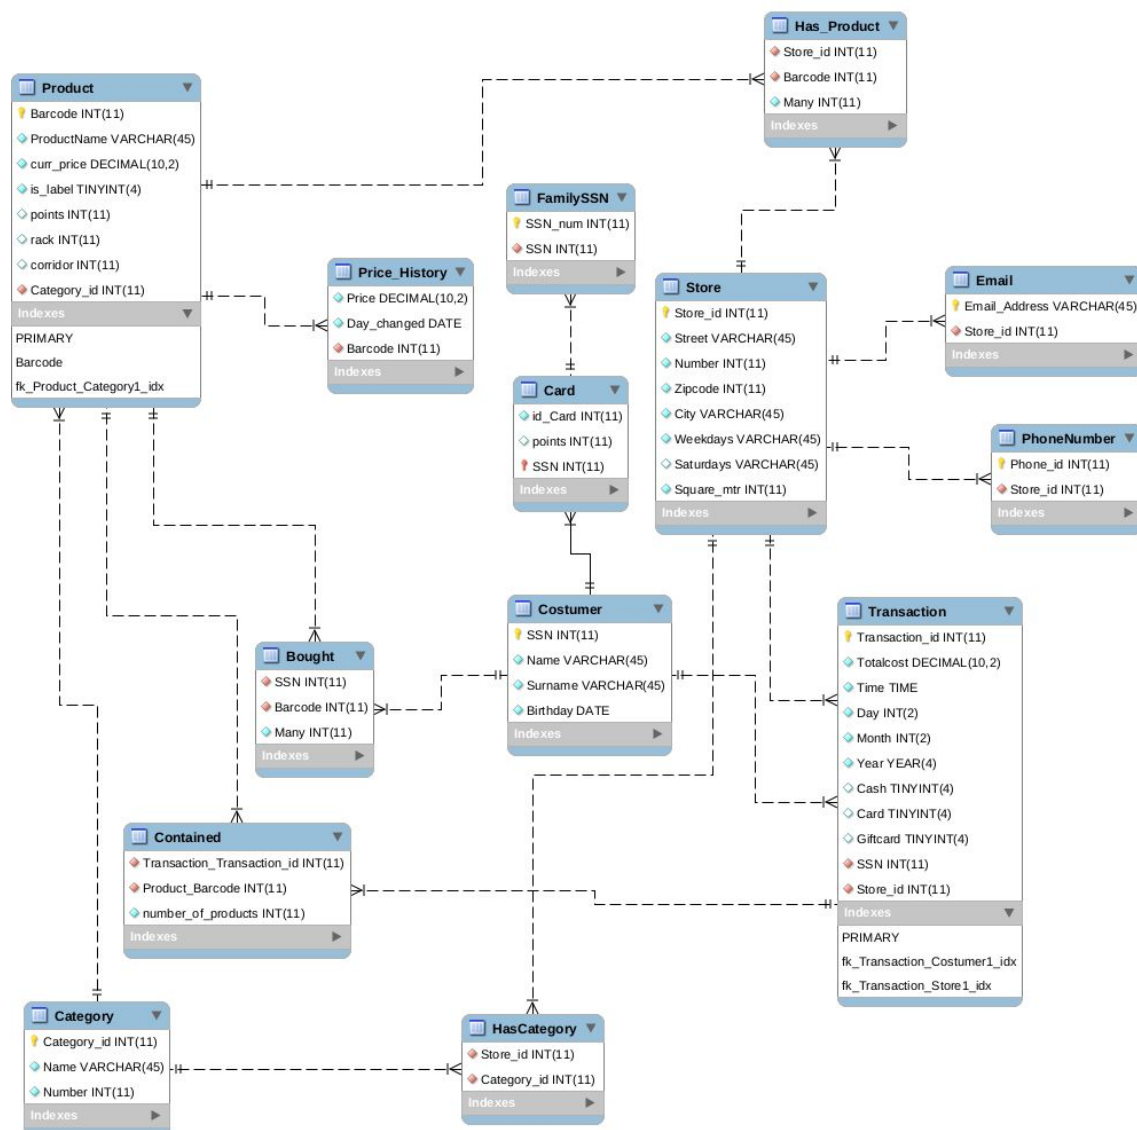 Has_Product
Store_id INT(11)
Barcode INT(11)
Many INT(11)
Indexes
Product
Barcode INT(11)
ProductName VARCHAR(45)
curr_price DECIMAL(10,2)
is_label TINYINT(4)
points INT(11)
rack INT(11)
corridor INT(11)
Category_id INT(11)
Indexes
PRIMARY
Barcode
fk_Product_Category1_idx
FamilySSN
SSN_num INT(11)
SSN INT(11)
Indexes
Price_History
Price DECIMAL(10,2)
Day_changed DATE
Barcode INT(11)
Indexes
Store
Store_id INT(11)
Street VARCHAR(45)
Number INT(11)
Zipcode INT(11)
City VARCHAR(45)
Weekdays VARCHAR(45)
Saturdays VARCHAR(45)
Square_mtr INT(11)
Indexes
Email
Email_Address VARCHAR(45)
Store_id INT(11)
Indexes
Card
id_Card INT(11)
points INT(11)
SSN INT(11)
Indexes
PhoneNumber
Phone_id INT(11)
Store_id INT(11)
Indexes
Costumer
SSN INT(11)
Name VARCHAR(45)
Surname VARCHAR(45)
Birthday DATE
Indexes
Transaction
Transaction_id INT(11)
Totalcost DECIMAL(10,2)
Time TIME
Day INT(2)
Month INT(2)
Year YEAR(4)
Cash TINYINT(4)
Card TINYINT(4)
Giftcard TINYINT(4)
SSN INT(11)
Store_id INT(11)
Indexes
PRIMARY
fk_Transaction_Costumer1_idx
fk_Transaction_Store1_idx
Bought
SSN INT(11)
Barcode INT(11)
Many INT(11)
Indexes
Contained
Transaction_Transaction_id INT(11)
Product_Barcode INT(11)
number_of_products INT(11)
Indexes
Category
Category_id INT(11)
Name VARCHAR(45)
Number INT(11)
Indexes
HasCategory
Store_id INT(11)
Category_id INT(11)
Indexes